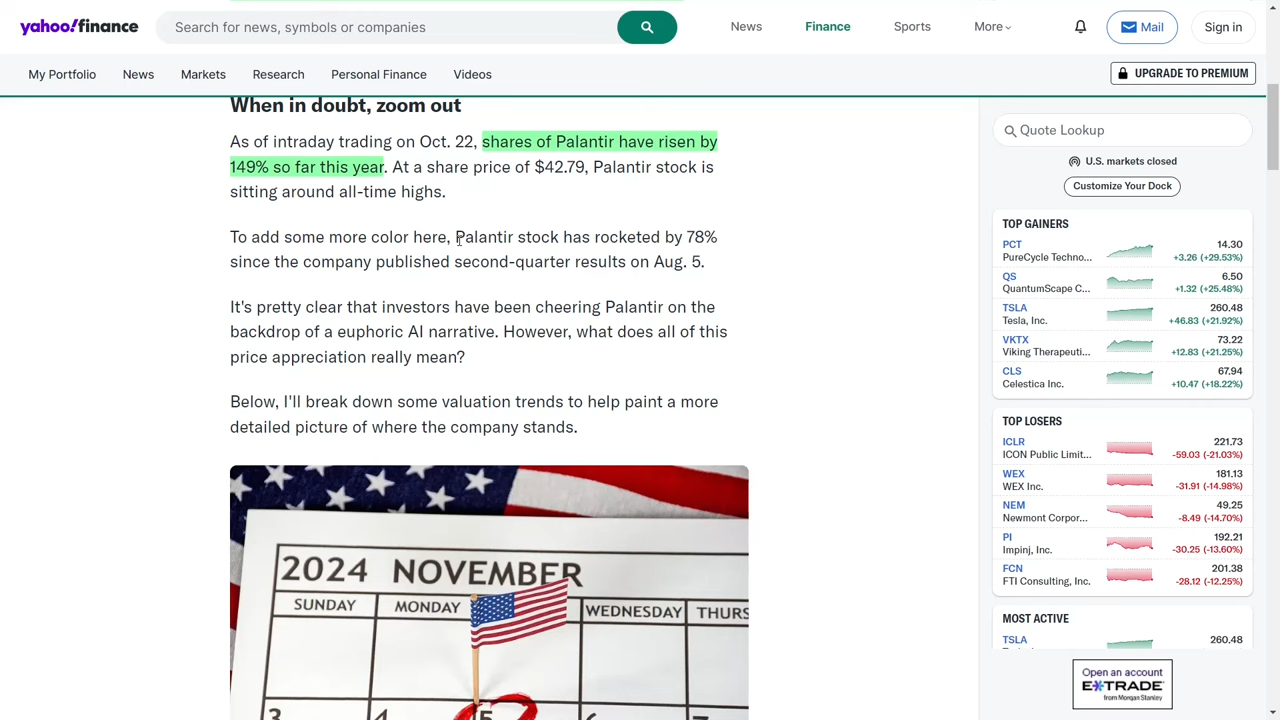 yahoo!finance
Search for news, symbols or companies
News
Finance
Sports
More
Mail
Sign in
My Portfolio
News
Markets
Research
Personal Finance
Videos
UPGRADE TO PREMIUM
When in doubt, zoom out
As of intraday trading on Oct. 22, shares of Palantir have risen by
149% so far this year. At a share price of $42.79, Palantir stock is
sitting around all-time highs.
To add some more color here, Palantir stock has rocketed by 78%
since the company published second-quarter results on Aug. 5.
It's pretty clear that investors have been cheering Palantir on the
backdrop of a euphoric AI narrative. However, what does all of this
price appreciation really mean?
Below, I'll break down some valuation trends to help paint a more
detailed picture of where the company stands.
2024 NOVEMBER
SUNDAY
MONDAY
WEDNESDAY
THURS
3
4
5
6
7
Quote Lookup
U.S. markets closed
Customize Your Dock
TOP GAINERS
PCT 14.30
PureCycle Techno... +3.26 (+29.53%)
QS 6.50
QuantumScape C... +1.32 (+25.48%)
TSLA 260.48
Tesla, Inc. +46.83 (+21.92%)
VKTX 73.22
Viking Therapeuti... +12.83 (+21.25%)
CLS 67.94
Celestica Inc. +10.47 (+18.22%)
TOP LOSERS
ICLR 221.73
ICON Public Limit... -59.03 (-21.03%)
WEX 181.13
WEX Inc. -31.91 (-14.98%)
NEM 49.25
Newmont Corpor... -8.49 (-14.70%)
PI 192.21
Impinj, Inc. -30.25 (-13.60%)
FCN 201.38
FTI Consulting, Inc. -28.12 (-12.25%)
MOST ACTIVE
TSLA 260.48
Open an account
E*TRADE
from Morgan Stanley